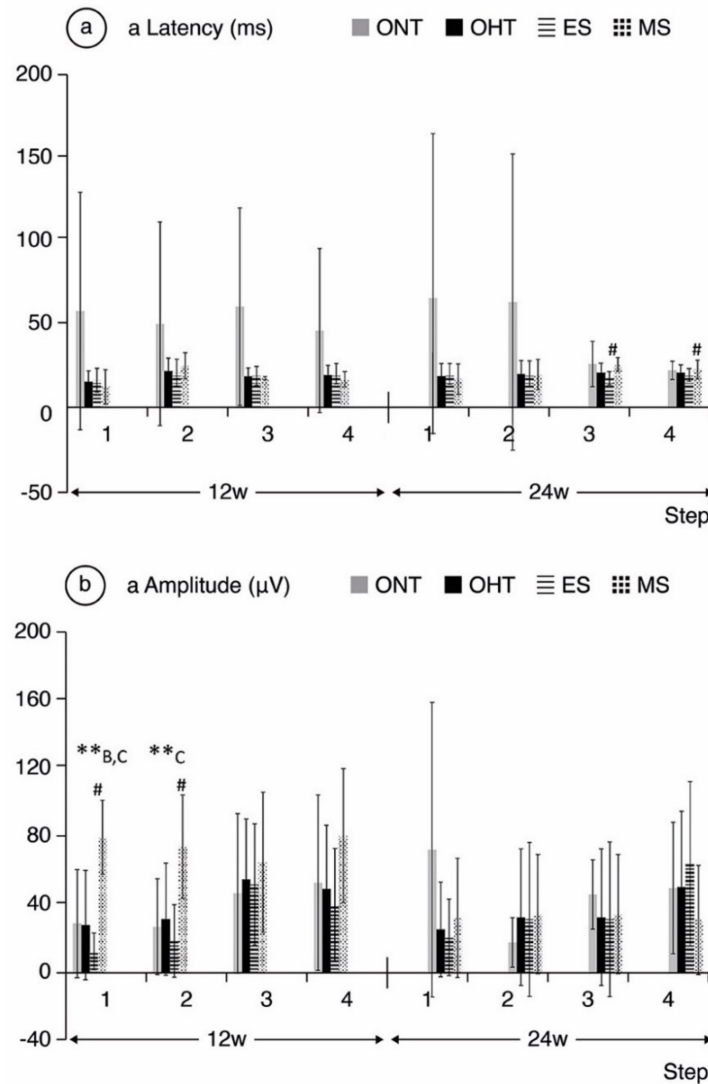 a a Latency (ms) ONT OHT ES MS
200
150
100
50
0
-50
# #
1 2 3 4 1 2 3 4
12w 24w
Step
b a Amplitude (µV) ONT OHT ES MS
200
160
120
80
40
0
-40
**B,C **C
# #
1 2 3 4 1 2 3 4
12w 24w
Step